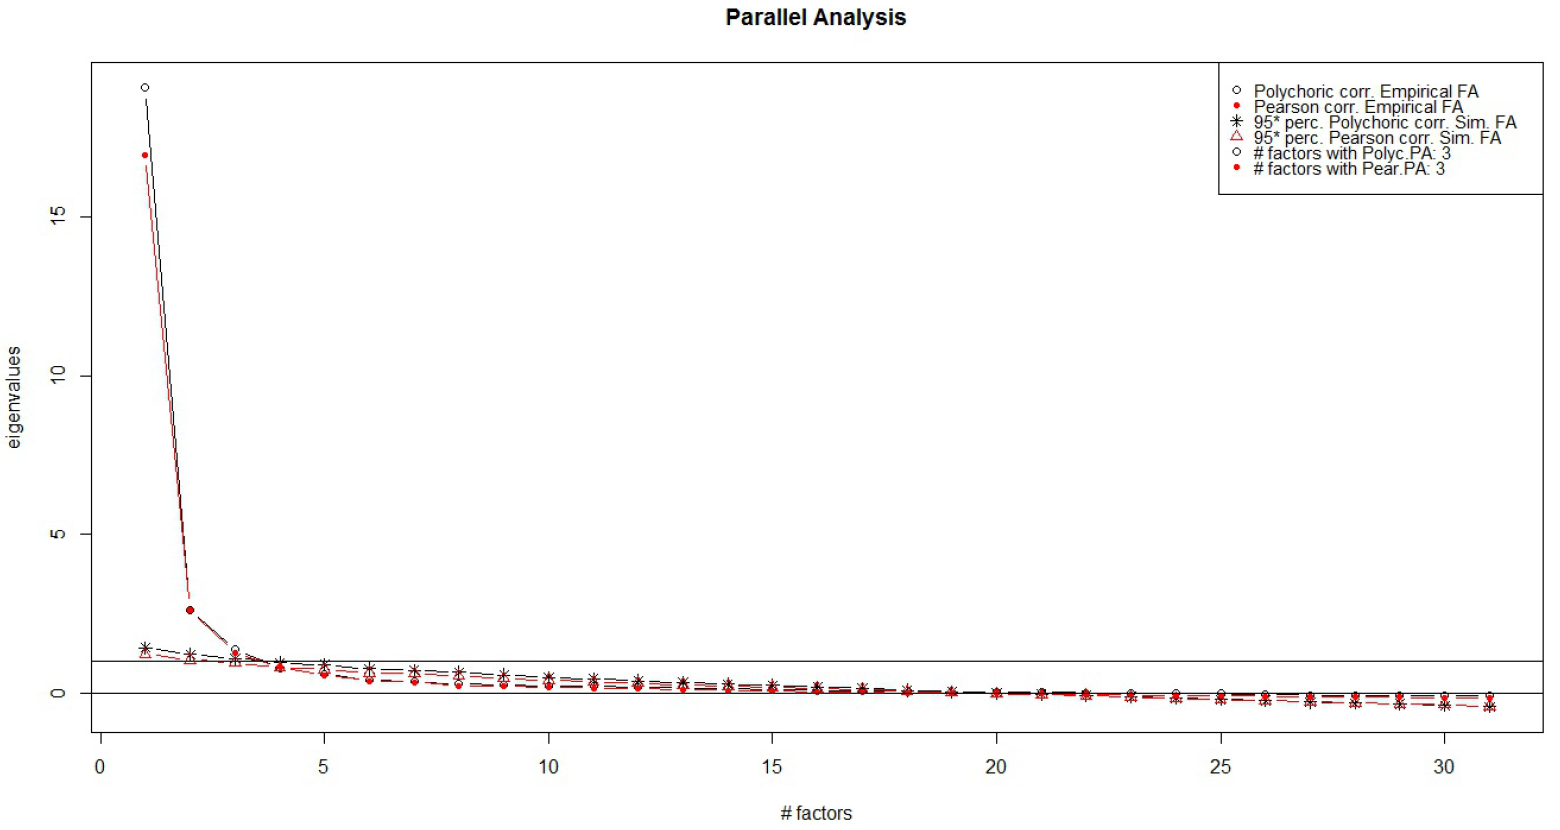 Parallel Analysis
Polychoric corr. Empirical FA
Pearson corr. Empirical FA
95* perc. Polychoric corr. Sim. FA
95* perc. Pearson corr. Sim. FA
# factors with Polyc.PA: 3
# factors with Pear.PA: 3
15
10
5
0
eigenvalues
0 5 10 15 20 25 30
# factors